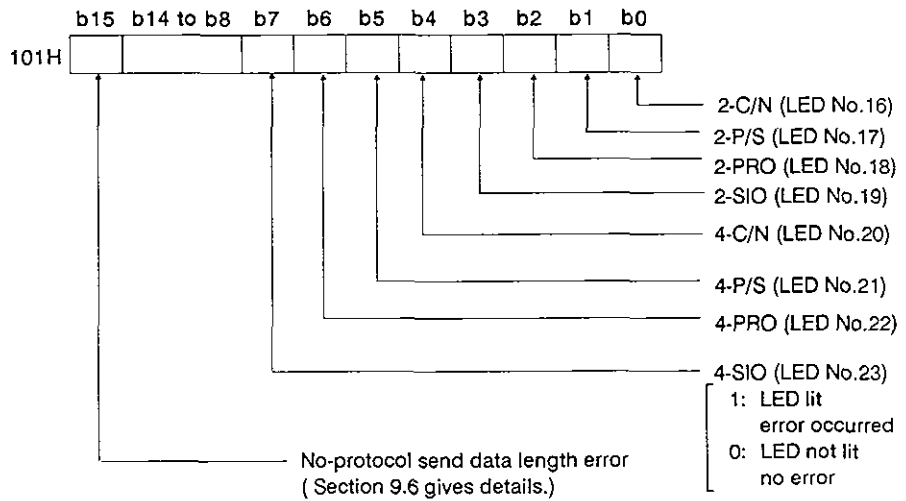 b15 b14 to b8 b7 b6 b5 b4 b3 b2 b1 b0
101H
2-C/N (LED No.16)
2-P/S (LED No.17)
2-PRO (LED No.18)
2-SIO (LED No.19)
4-C/N (LED No.20)
4-P/S (LED No.21)
4-PRO (LED No.22)
4-SIO (LED No.23)
1: LED lit
error occurred
0: LED not lit
no error
No-protocol send data length error
( Section 9.6 gives details.)